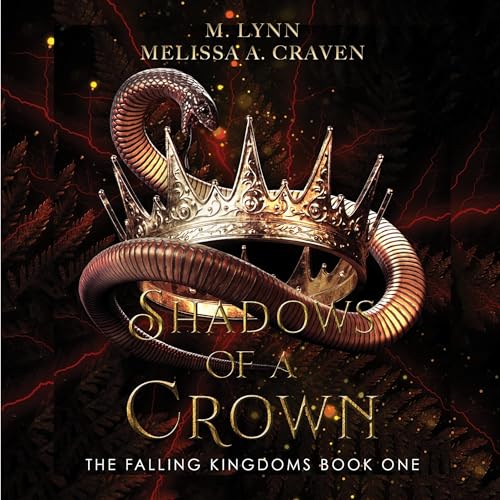 M. LYNN
MELISSA A. CRAVEN
SHADOWS
OF A
CROWN
THE FALLING KINGDOMS BOOK ONE